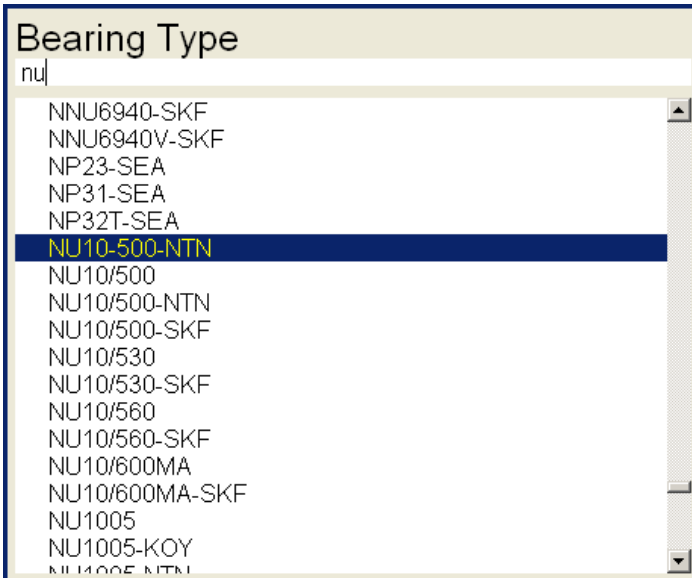 Bearing Type
nu
NNU6940-SKF
NNU6940V-SKF
NP23-SEA
NP31-SEA
NP32T-SEA
NU10-500-NTN
NU10/500
NU10/500-NTN
NU10/500-SKF
NU10/530
NU10/530-SKF
NU10/560
NU10/560-SKF
NU10/600MA
NU10/600MA-SKF
NU1005
NU1005-KOY
NU1005-NTN